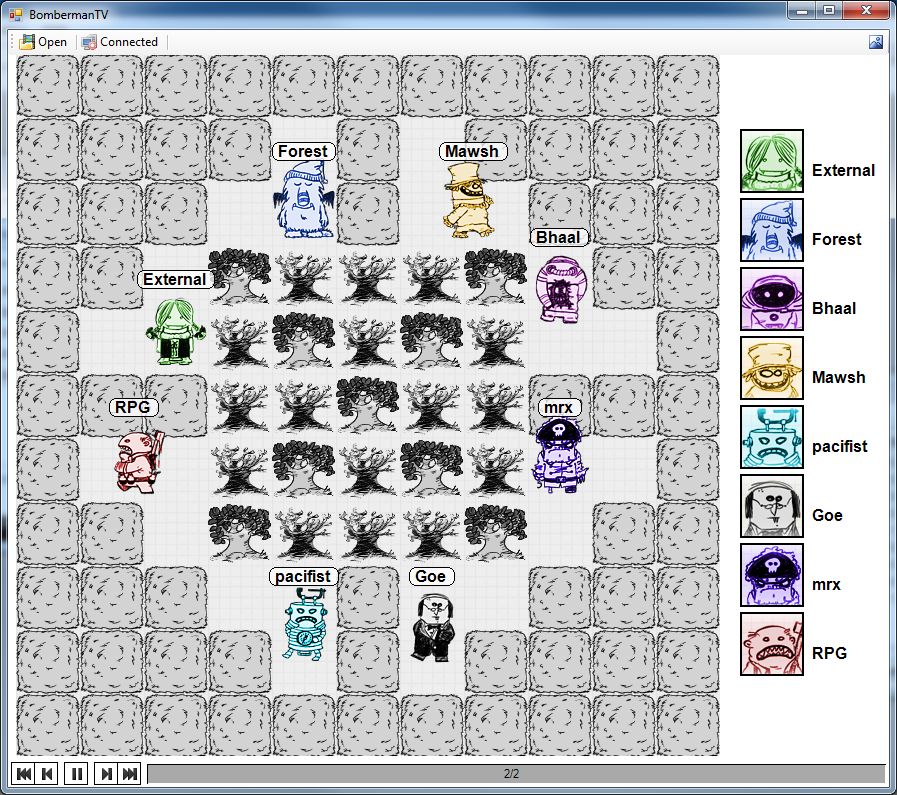 BombermanTV
Open Connected
Forest Mawsh
Bhaal
External
RPG mrx
pacifist Goe
External
Forest
Bhaal
Mawsh
pacifist
Goe
mrx
RPG
2/2